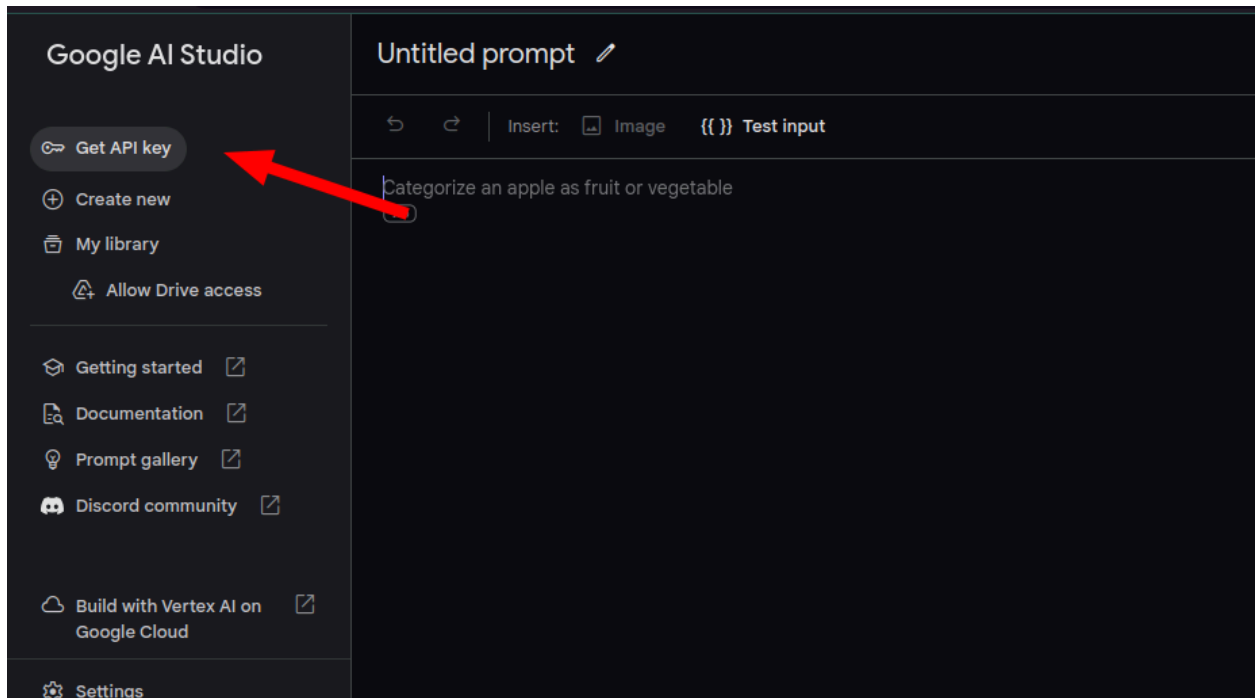 Google AI Studio
Get API key
Create new
My library
Allow Drive access
Getting started
Documentation
Prompt gallery
Discord community
Build with Vertex AI on
Google Cloud
Settings
Untitled prompt
Insert: Image {{ }} Test input
Categorize an apple as fruit or vegetable